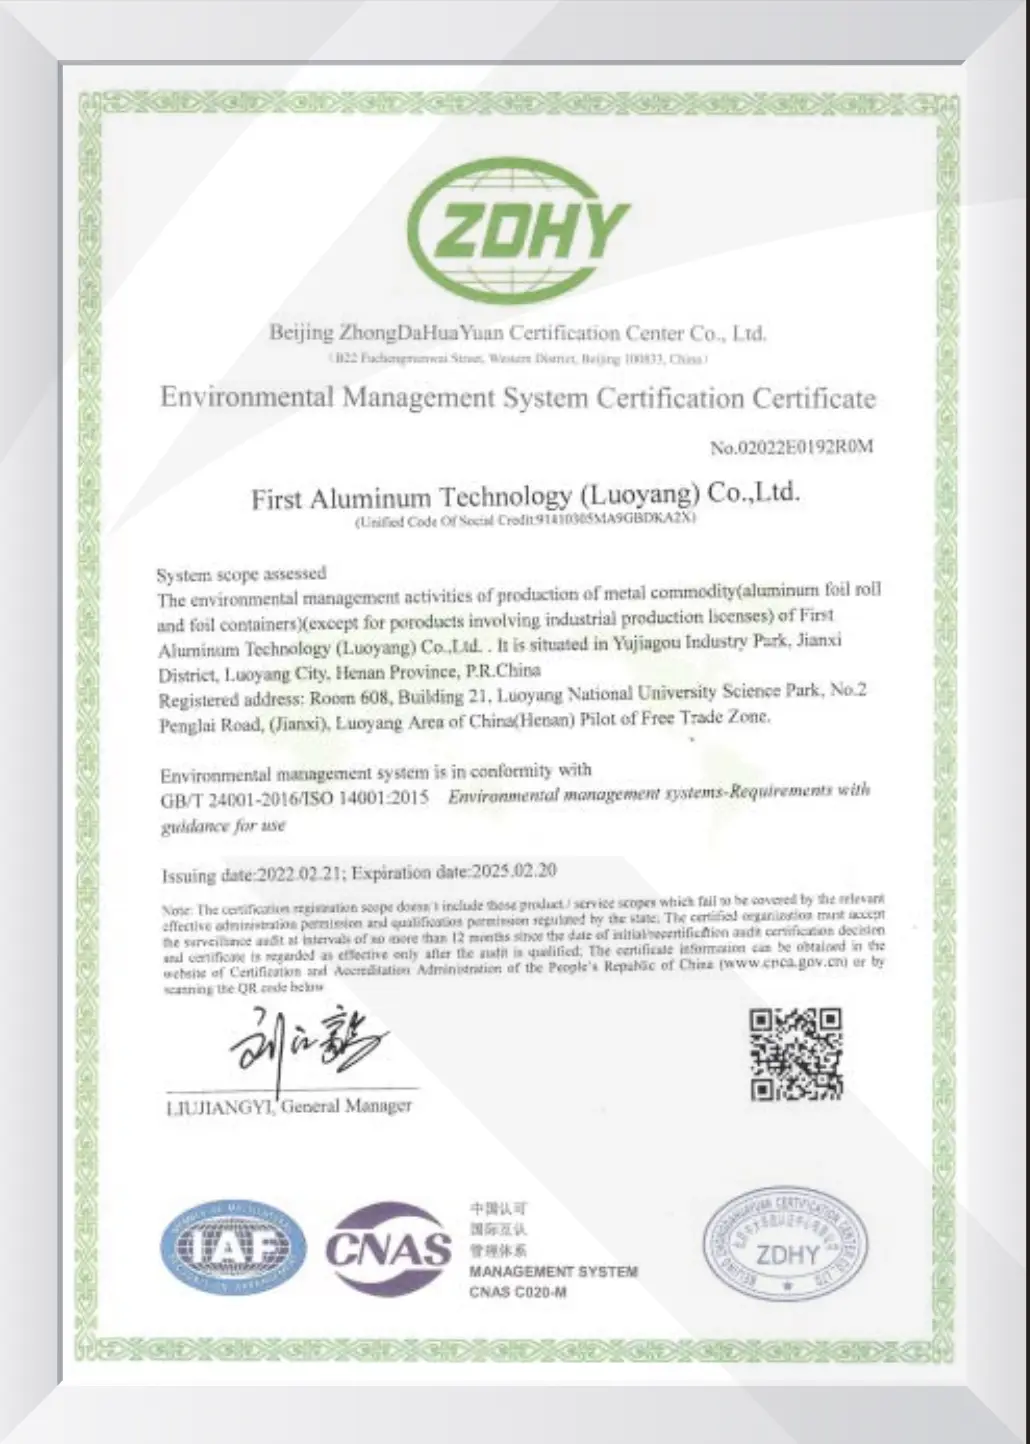 ZDHY
Beijing ZhongDaHuaYuan Certification Center Co., Ltd.
(B22 Fuchengmenwai Street, Western District, Beijing 100833, China)
Environmental Management System Certification Certificate
No.02022E0192R0M
First Aluminum Technology (Luoyang) Co.,Ltd.
(Unified Code Of Social Credit:91410305MA9GBDKA2X)
System scope assessed
The environmental management activities of production of metal commodity(aluminum foil roll
and foil containers)(except for poroducts involving industrial production licenses) of First
Aluminum Technology (Luoyang) Co.,Ltd. . It is situated in Yujiagou Industry Park, Jianxi
District, Luoyang City, Henan Province, P.R.China
Registered address: Room 608, Building 21, Luoyang National University Science Park, No.2
Penglai Road, (Jianxi), Luoyang Area of China(Henan) Pilot of Free Trade Zone.
Environmental management system is in conformity with
GB/T 24001-2016/ISO 14001:2015 Environmental management systems-Requirements with
guidance for use
Issuing date:2022.02.21; Expiration date:2025.02.20
Note: The certification registration scope doesn't include those product / service scopes which fail to be covered by the relevant
effective administration permission and qualification permission regulated by the state; The certified organization must accept
the surveillance audit at intervals of no more than 12 months since the date of initial/recertification audit certification decision
and certificate is regarded as effective only after the audit is qualified; The certificate information can be obtained in the
website of Certification and Accreditation Administration of the People's Republic of China (www.cnca.gov.cn) or by
scanning the QR code below
LIUJIANGYI, General Manager
IAF
CNAS
中国认可
国际互认
管理体系
MANAGEMENT SYSTEM
CNAS C020-M
BEIJING ZHONGDAHUAYUAN CERTIFICATION CENTER CO., LTD
ZDHY